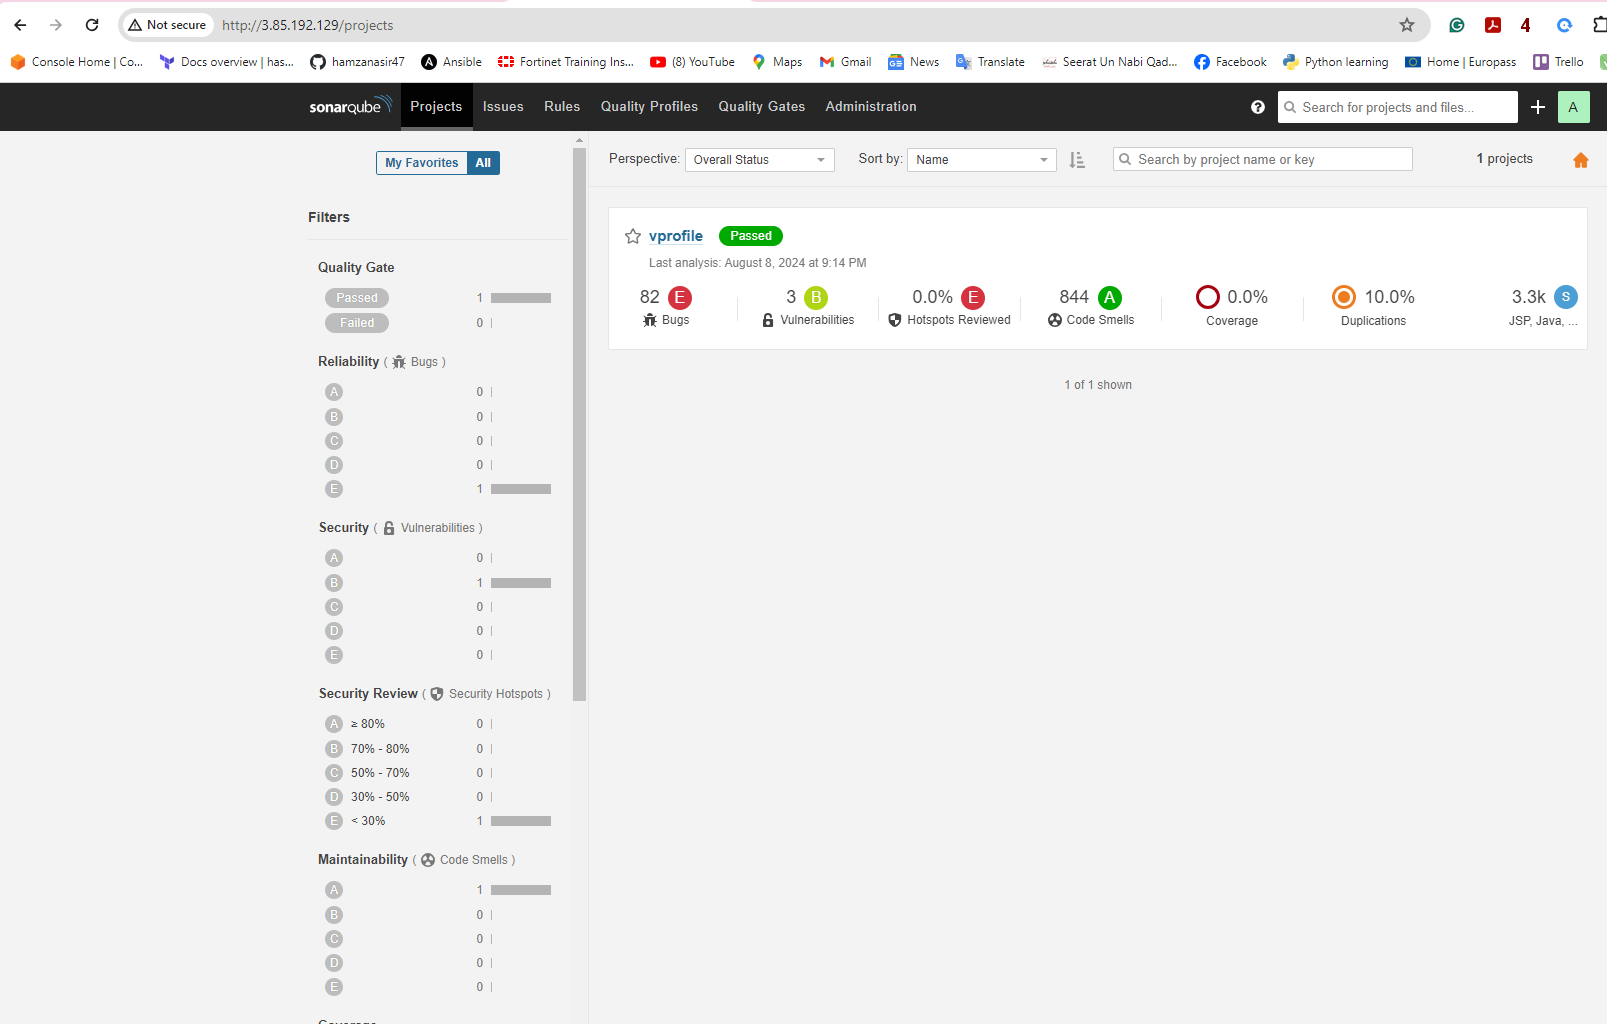 Not secure http://3.85.192.129/projects
Console Home | Co... Docs overview | has... hamzanasir47 Ansible Fortinet Training Ins... (8) YouTube Maps Gmail News Translate Seerat Un Nabi Qad... Facebook Python learning Home | Europass Trello
sonarqube Projects Issues Rules Quality Profiles Quality Gates Administration ? Search for projects and files... A
My Favorites All
Perspective: Overall Status Sort by: Name Search by project name or key 1 projects
Filters
Quality Gate
Passed 1
Failed 0
Reliability ( Bugs )
A 0
B 0
C 0
D 0
E 1
Security ( Vulnerabilities )
A 0
B 1
C 0
D 0
E 0
Security Review ( Security Hotspots )
A ≥ 80% 0
B 70% - 80% 0
C 50% - 70% 0
D 30% - 50% 0
E < 30% 1
Maintainability ( Code Smells )
A 1
B 0
C 0
D 0
E 0
vprofile Passed
Last analysis: August 8, 2024 at 9:14 PM
82 E 3 B 0.0% E 844 A 0.0% 10.0% 3.3k S
Bugs Vulnerabilities Hotspots Reviewed Code Smells Coverage Duplications JSP, Java, ...
1 of 1 shown